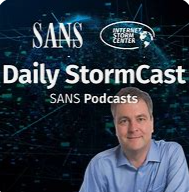 SANS
INTERNET
STORM
CENTER
Daily StormCast
SANS Podcasts